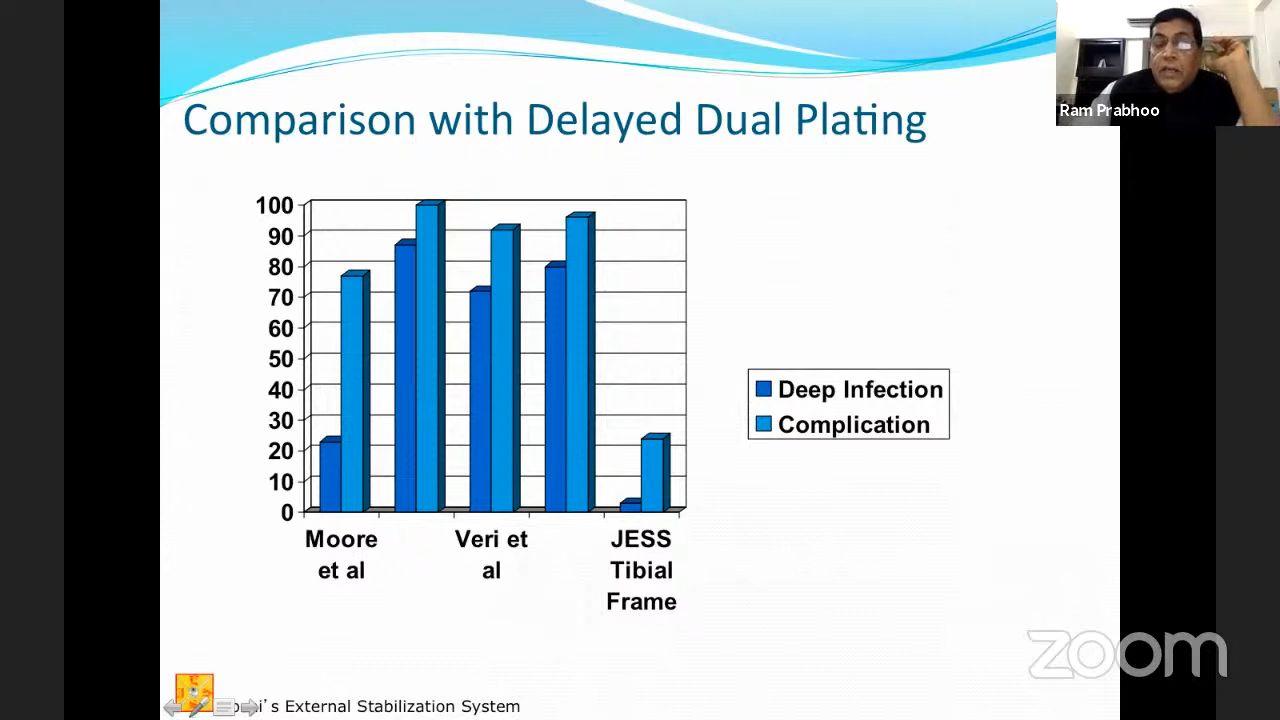 Comparison with Delayed Dual Plating
Ram Prabhoo
100
90
80
70
60
50
40
30
20
10
0
Moore
et al
Veri et
al
JESS
Tibial
Frame
Deep Infection
Complication
zoom
External Stabilization System